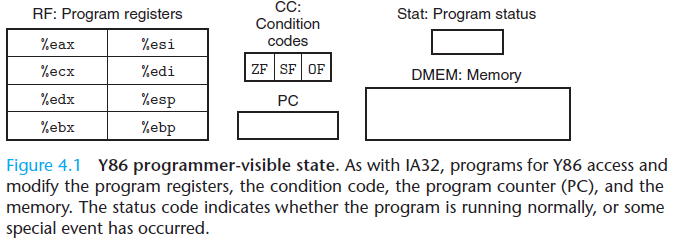 RF: Program registers
CC:
Condition
codes
Stat: Program status
%eax %esi
%ecx %edi
%edx %esp
%ebx %ebp
ZF SF OF
PC
DMEM: Memory
Figure 4.1 Y86 programmer-visible state. As with IA32, programs for Y86 access and
modify the program registers, the condition code, the program counter (PC), and the
memory. The status code indicates whether the program is running normally, or some
special event has occurred.